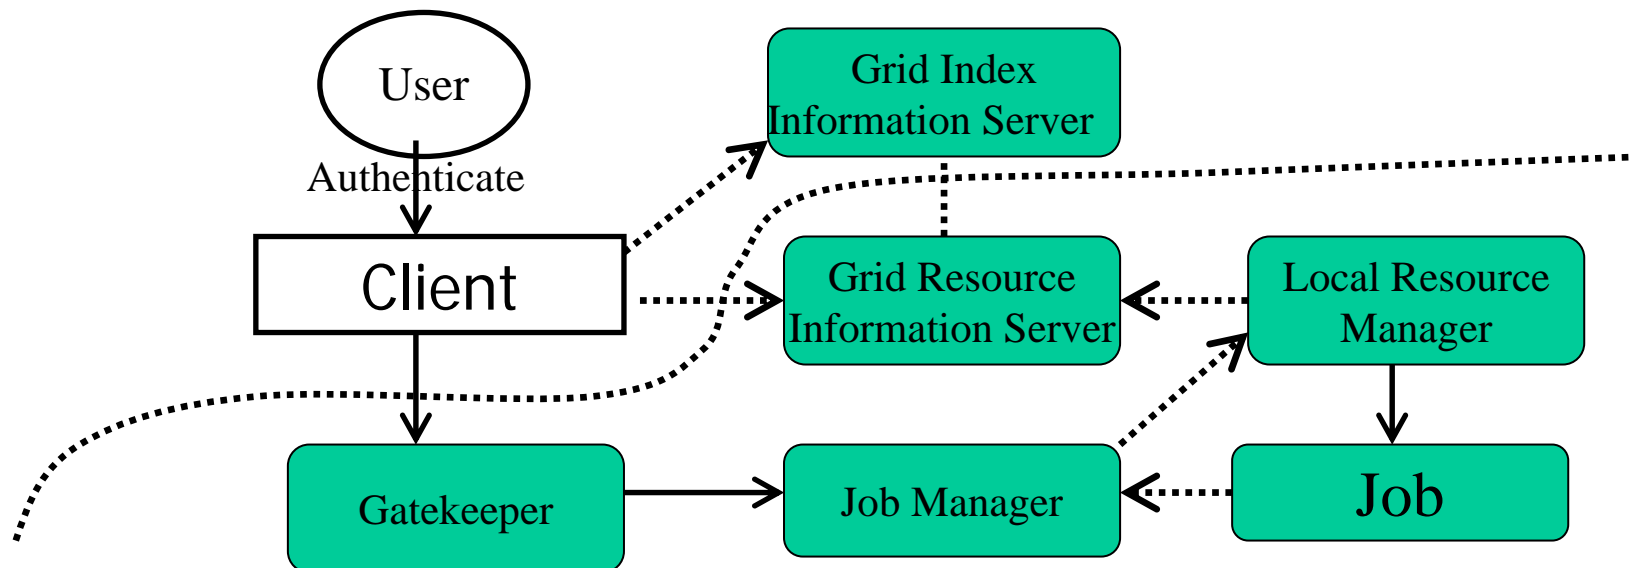 User
Authenticate
Grid Index
Information Server
Client
Grid Resource
Information Server
Local Resource
Manager
Gatekeeper
Job Manager
Job